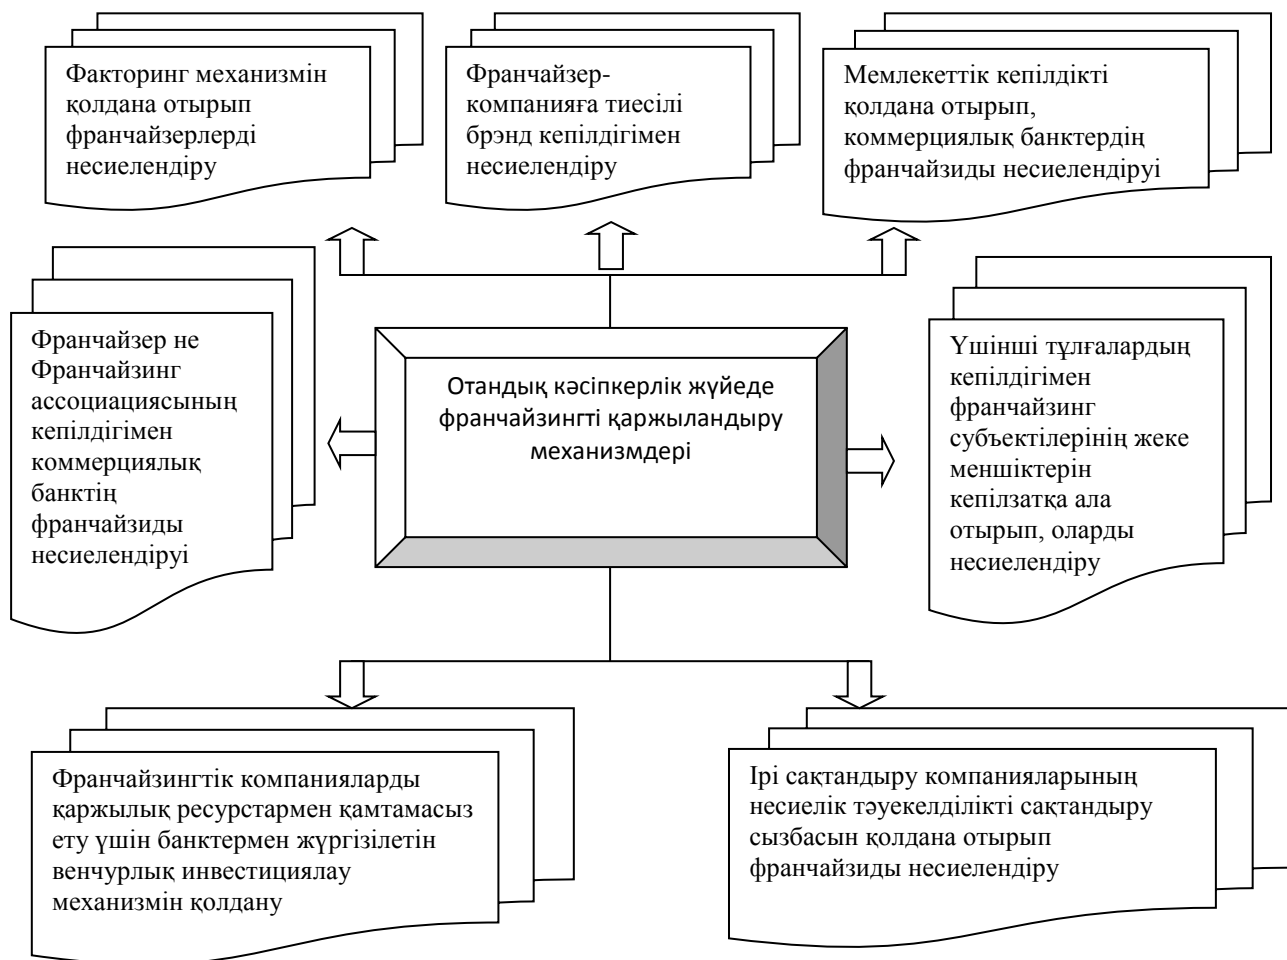 Факторинг механизмін
қолдана отырып
франчайзерлерді
несиелендіру
Франчайзер-
компанияға тиесілі
брэнд кепілдігімен
несиелендіру
Мемлекеттік кепілдікті
қолдана отырып,
коммерциялық банктердің
франчайзиды несиелендіруі
Франчайзер не
Франчайзинг
ассоциациясының
кепілдігімен
коммерциялық
банктің
франчайзиды
несиелендіруі
Отандық кәсіпкерлік жүйеде
франчайзингті қаржыландыру
механизмдері
Үшінші тұлғалардың
кепілдігімен
франчайзинг
субъектілерінің жеке
меншіктерін
кепілзатқа ала
отырып, оларды
несиелендіру
Франчайзингтік компанияларды
қаржылық ресурстармен қамтамасыз
ету үшін банктермен жүргізілетін
венчурлық инвестициялау
механизмін қолдану
Ірі сақтандыру компанияларының
несиелік тәуекелділікті сақтандыру
сызбасын қолдана отырып
франчайзиды несиелендіру